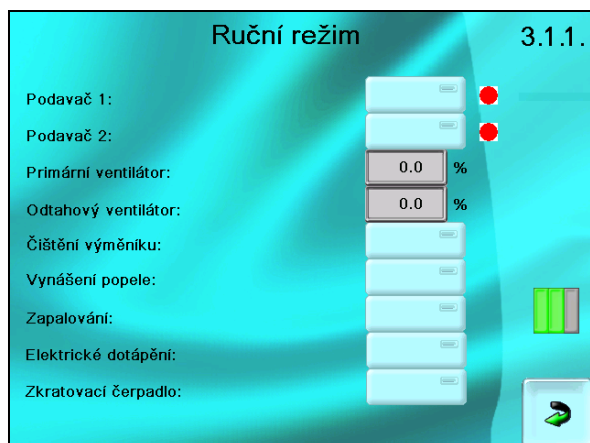 Ruční režim 3.1.1.
Podavač 1:
Podavač 2:
Primární ventilátor: 0.0 %
Odtahový ventilátor: 0.0 %
Čištění výměníku:
Vynášení popele:
Zapalování:
Elektrické dotápění:
Zkratovací čerpadlo: